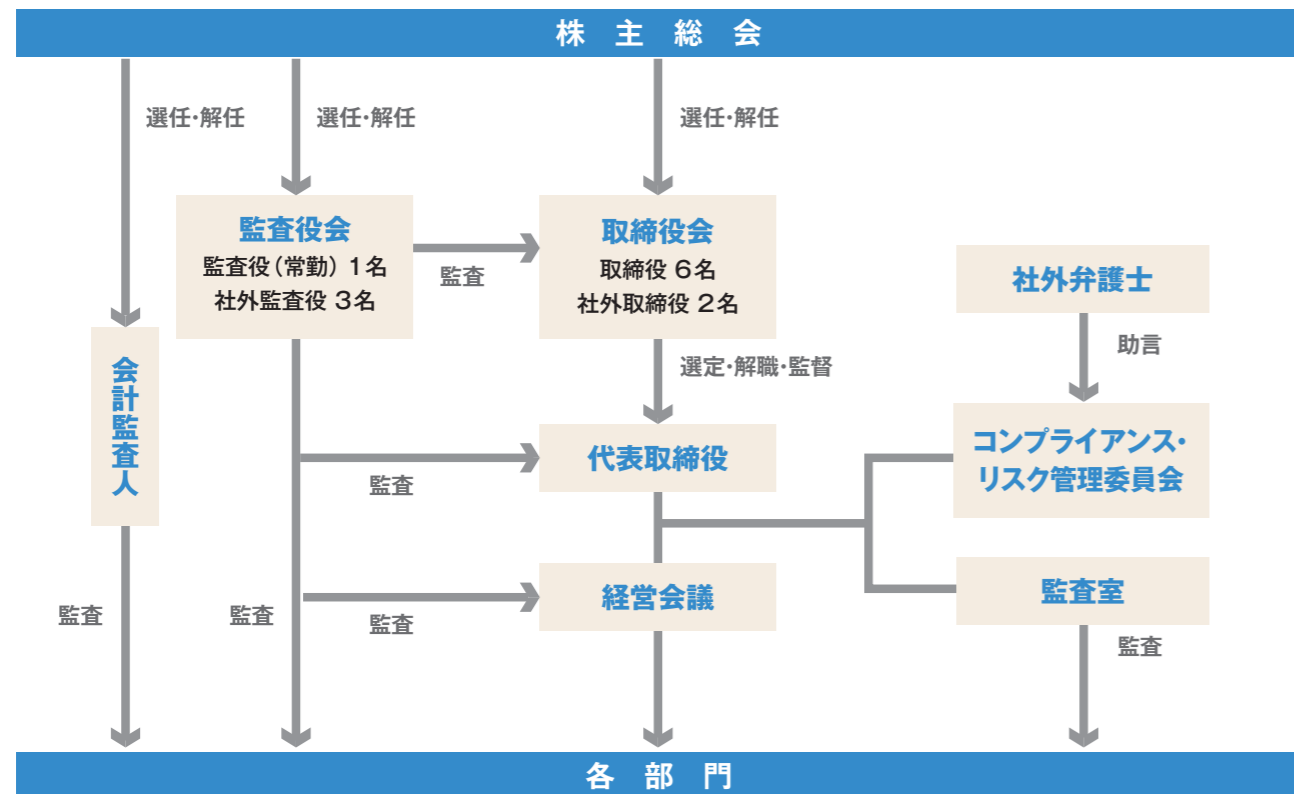 株主総会
選任・解任
選任・解任
選任・解任
監査役会
監査役（常勤） 1名
社外監査役 3名
監査
取締役会
取締役 6名
社外取締役 2名
社外弁護士
助言
選定・解職・監督
会計監査人
代表取締役
監査
コンプライアンス・
リスク管理委員会
経営会議
監査
監査室
監査
監査
監査
各部門